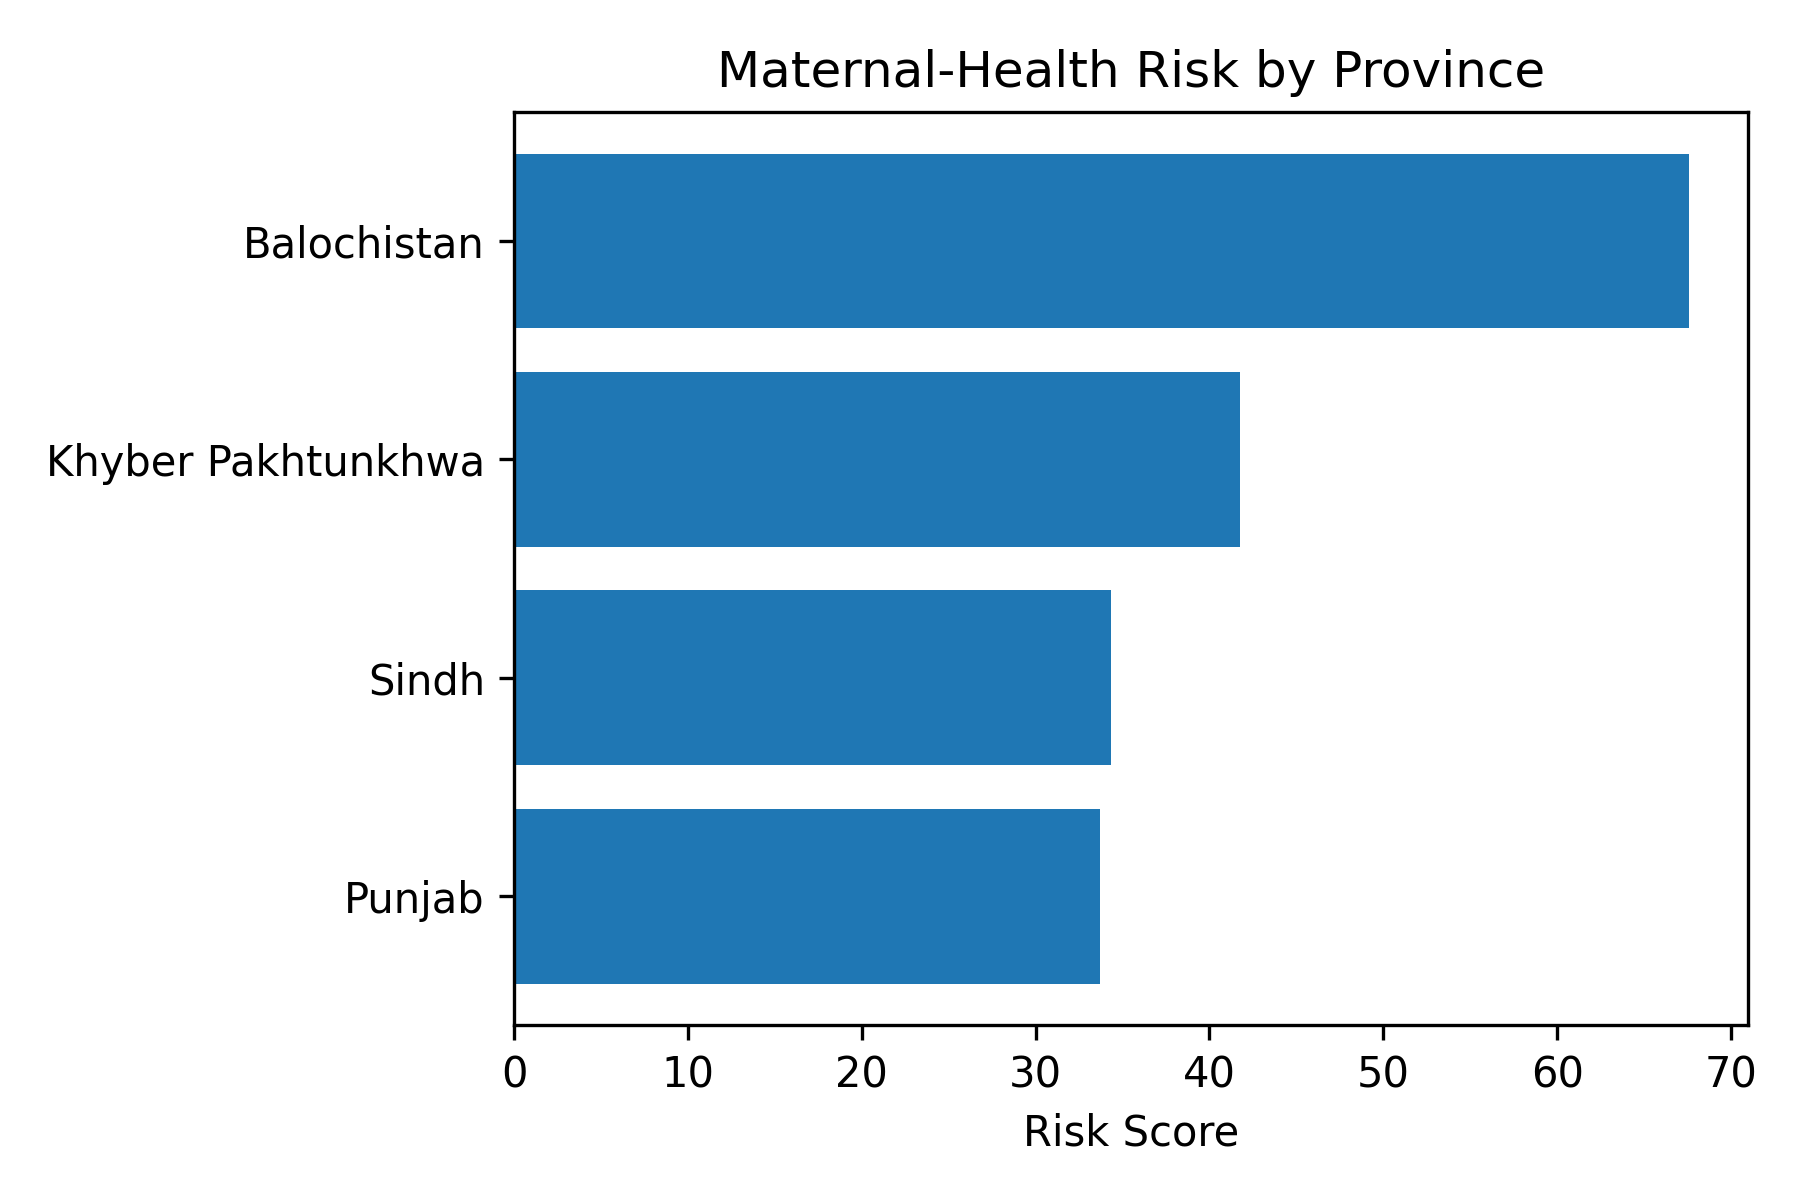 Maternal-Health Risk by Province
Balochistan
Khyber Pakhtunkhwa
Sindh
Punjab
0 10 20 30 40 50 60 70
Risk Score